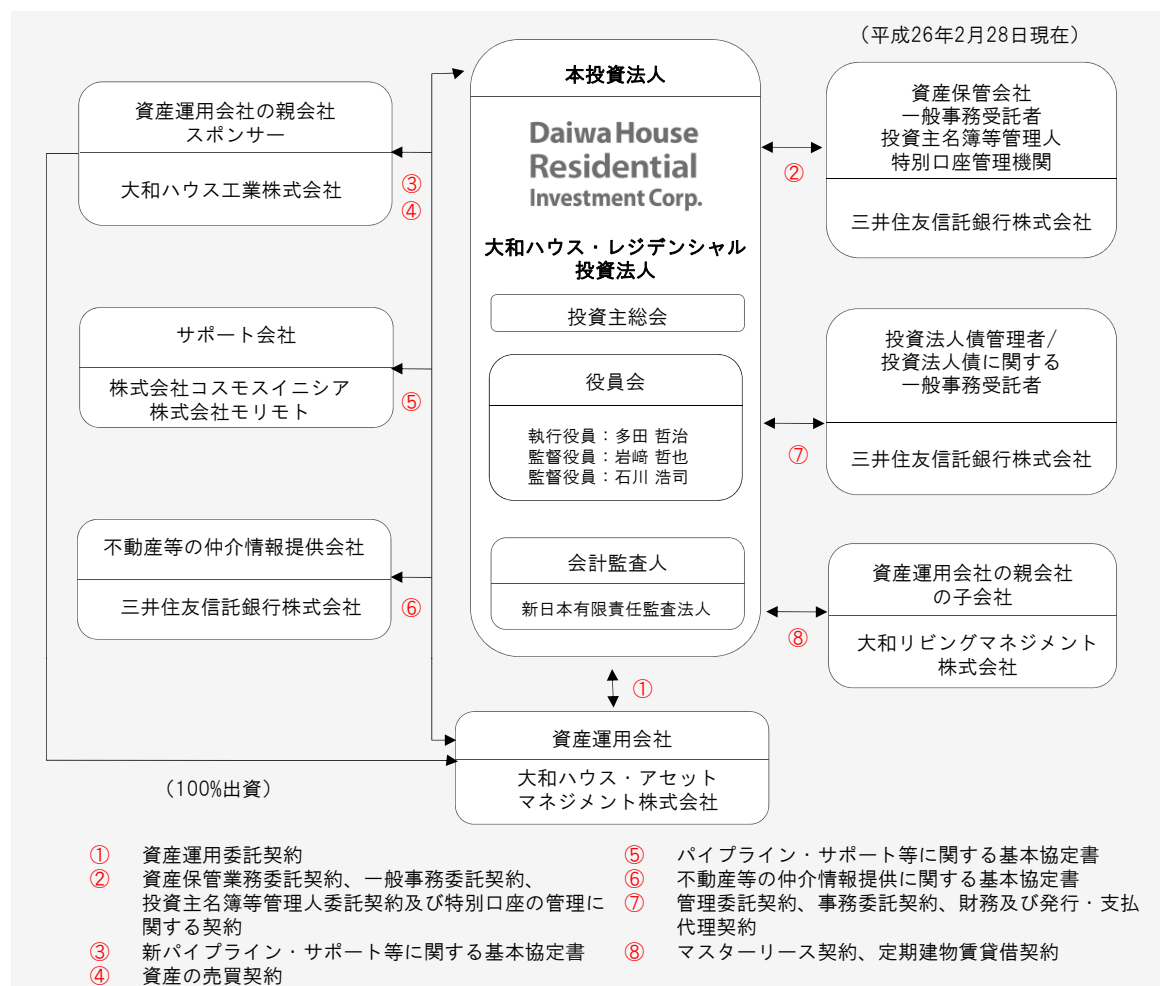 （平成26年2月28日現在）
資産運用会社の親会社
スポンサー
大和ハウス工業株式会社
③
④
サポート会社
株式会社コスモスイニシア
株式会社モリモト
⑤
不動産等の仲介情報提供会社
三井住友信託銀行株式会社
⑥
本投資法人
Daiwa House
Residential
Investment Corp.
大和ハウス・レジデンシャル
投資法人
投資主総会
役員会
執行役員：多田 哲治
監督役員：岩﨑 哲也
監督役員：石川 浩司
会計監査人
新日本有限責任監査法人
②
資産保管会社
一般事務受託者
投資主名簿等管理人
特別口座管理機関
三井住友信託銀行株式会社
⑦
投資法人債管理者/
投資法人債に関する
一般事務受託者
三井住友信託銀行株式会社
⑧
資産運用会社の親会社
の子会社
大和リビングマネジメント
株式会社
①
資産運用会社
大和ハウス・アセット
マネジメント株式会社
（100%出資）
① 資産運用委託契約
② 資産保管業務委託契約、一般事務委託契約、
投資主名簿等管理人委託契約及び特別口座の管理に
関する契約
③ 新パイプライン・サポート等に関する基本協定書
④ 資産の売買契約
⑤ パイプライン・サポート等に関する基本協定書
⑥ 不動産等の仲介情報提供に関する基本協定書
⑦ 管理委託契約、事務委託契約、財務及び発行・支払
代理契約
⑧ マスターリース契約、定期建物賃貸借契約